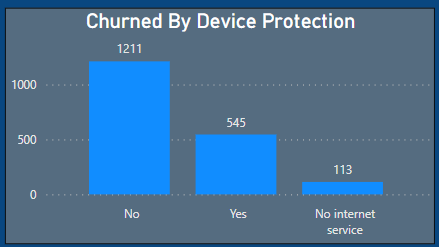 Churned By Device Protection
1211
1000
545
500
113
0
No
Yes
No internet
service